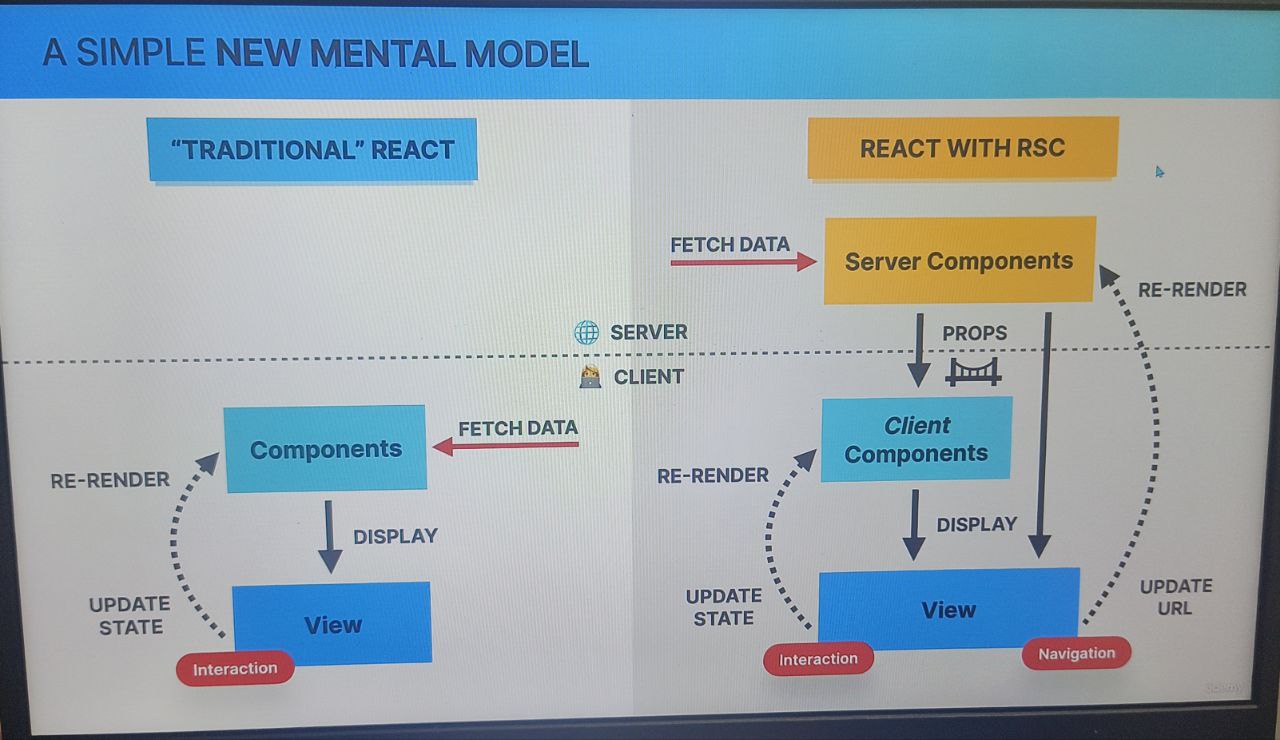 A SIMPLE NEW MENTAL MODEL
“TRADITIONAL” REACT
REACT WITH RSC
FETCH DATA
Server Components
RE-RENDER
SERVER
PROPS
CLIENT
Components
FETCH DATA
RE-RENDER
DISPLAY
UPDATE
STATE
View
Interaction
Client
Components
RE-RENDER
DISPLAY
UPDATE
STATE
View
UPDATE
URL
Interaction
Navigation
Udemy